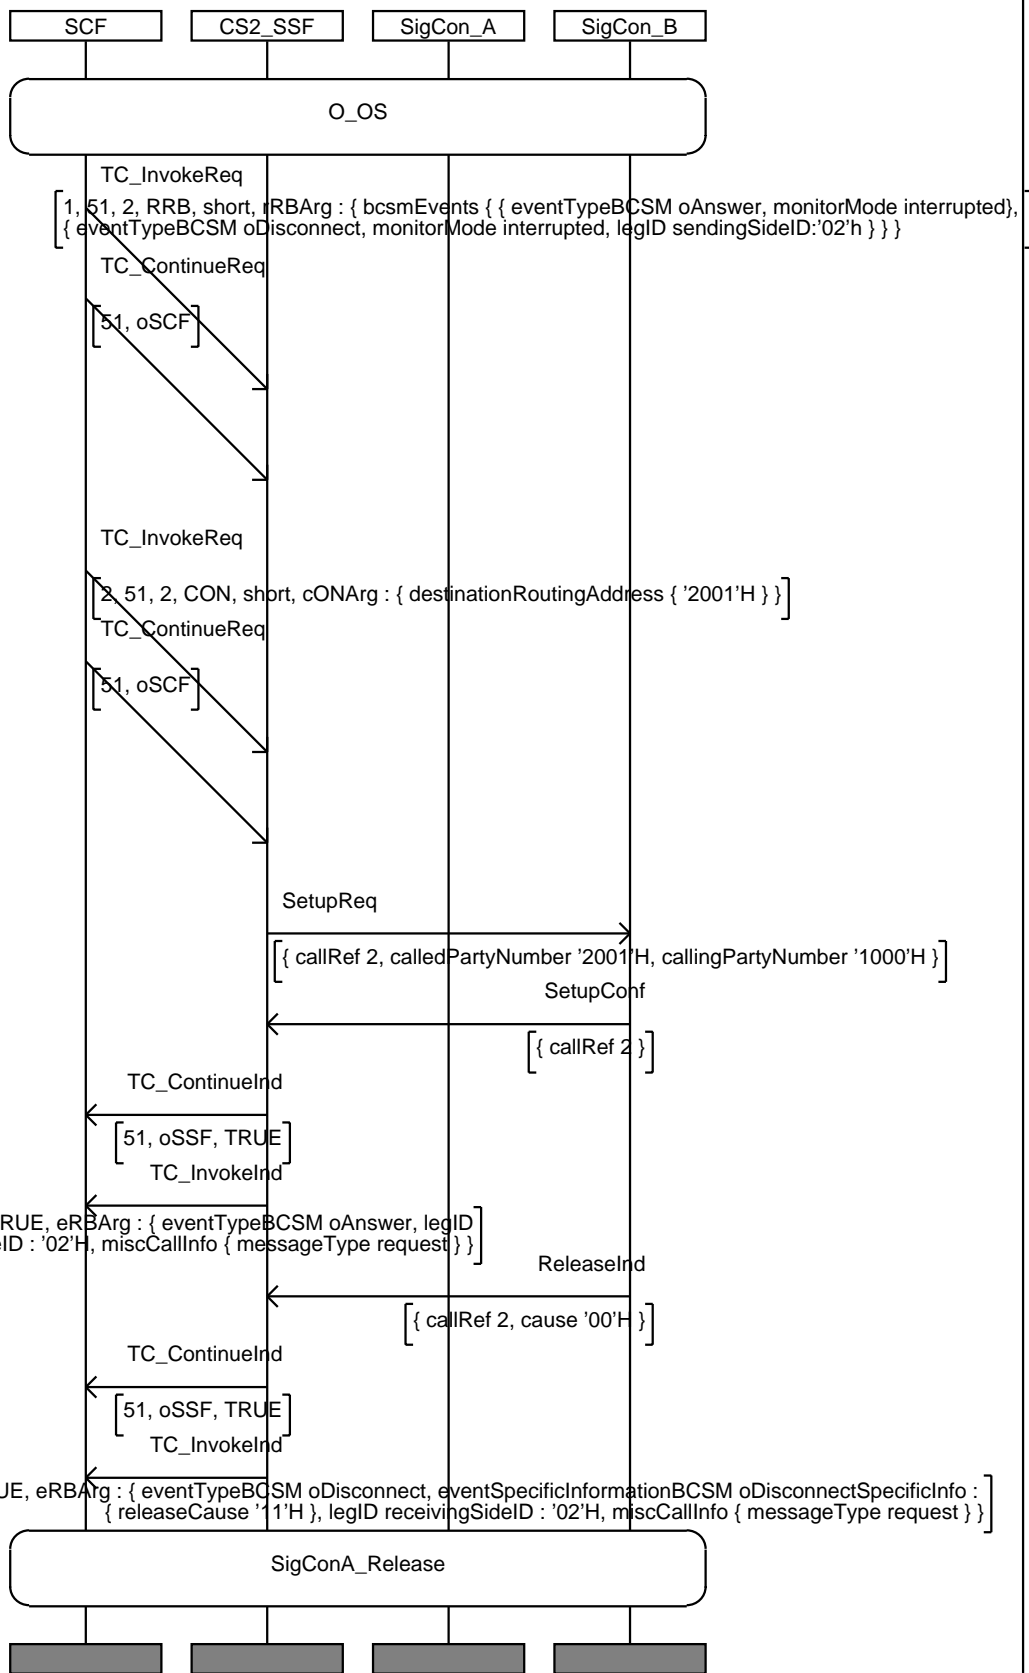 SCF CS2_SSF SigCon_A SigCon_B
O_OS
TC_InvokeReq
1, 51, 2, RRB, short, rRBArg : { bcsmEvents { { eventTypeBCSM oAnswer, monitorMode interrupted},
{ eventTypeBCSM oDisconnect, monitorMode interrupted, legID sendingSideID:'02'h } } }
TC_ContinueReq
51, oSCF
TC_InvokeReq
2, 51, 2, CON, short, cONArg : { destinationRoutingAddress { '2001'H } }
TC_ContinueReq
51, oSCF
SetupReq
{ callRef 2, calledPartyNumber '2001'H, callingPartyNumber '1000'H }
SetupConf
{ callRef 2 }
TC_ContinueInd
51, oSSF, TRUE
TC_InvokeInd
RUE, eRBArg : { eventTypeBCSM oAnswer, legID
eID : '02'H, miscCallInfo { messageType request } }
ReleaseInd
{ callRef 2, cause '00'H }
TC_ContinueInd
51, oSSF, TRUE
TC_InvokeInd
UE, eRBArg : { eventTypeBCSM oDisconnect, eventSpecificInformationBCSM oDisconnectSpecificInfo :
{ releaseCause '11'H }, legID receivingSideID : '02'H, miscCallInfo { messageType request } }
SigConA_Release